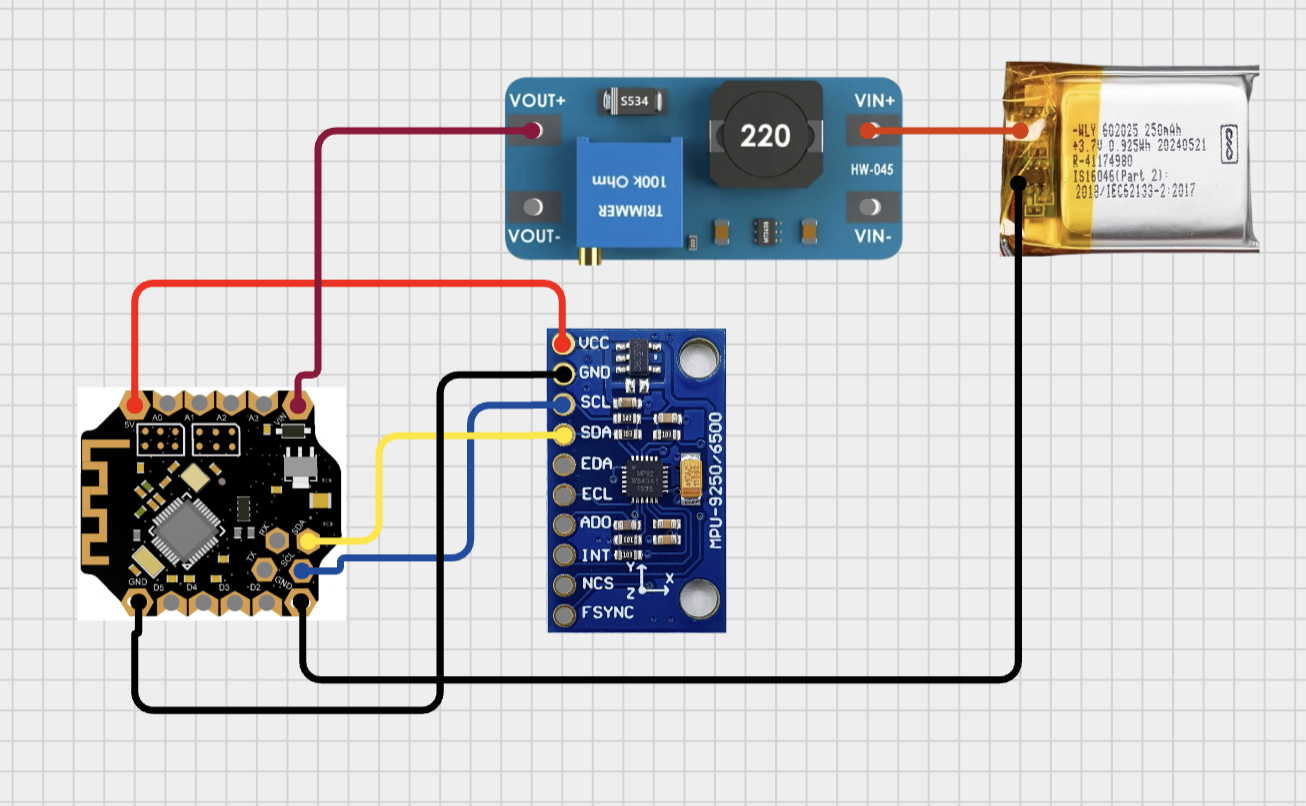 VOUT+
S534
220
VIN+
HW-045
100k Ohm
TRIMMER
VOUT-
VIN-
-WLY 602025 250mAh
+3.7V 0.925Wh 20240521
R-41174980
IS16046(Part 2):
2018/IEC62133-2:2017
VCC
GND
SCL
SDA
EDA
ECL
ADO
INT
NCS
FSYNC
MPU-9250/6500
Y
X
Z
5V
A0
A1
A2
A3
VIN
RX
SDA
TX
SCL
GND
D5
D4
D3
D2
GND